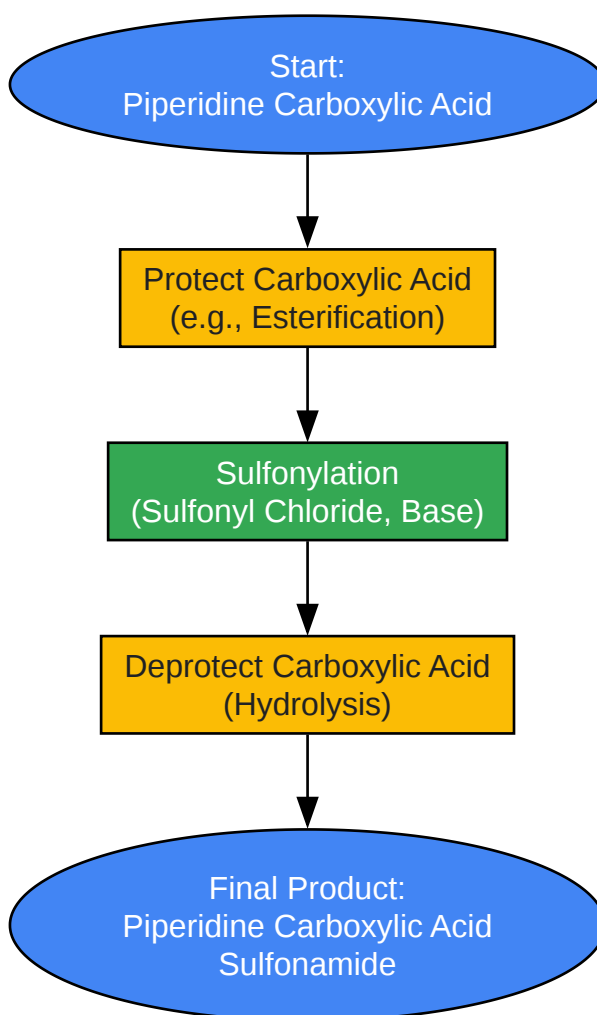 Start:
Piperidine Carboxylic Acid
Protect Carboxylic Acid
(e.g., Esterification)
Sulfonylation
(Sulfonyl Chloride, Base)
Deprotect Carboxylic Acid
(Hydrolysis)
Final Product:
Piperidine Carboxylic Acid
Sulfonamide